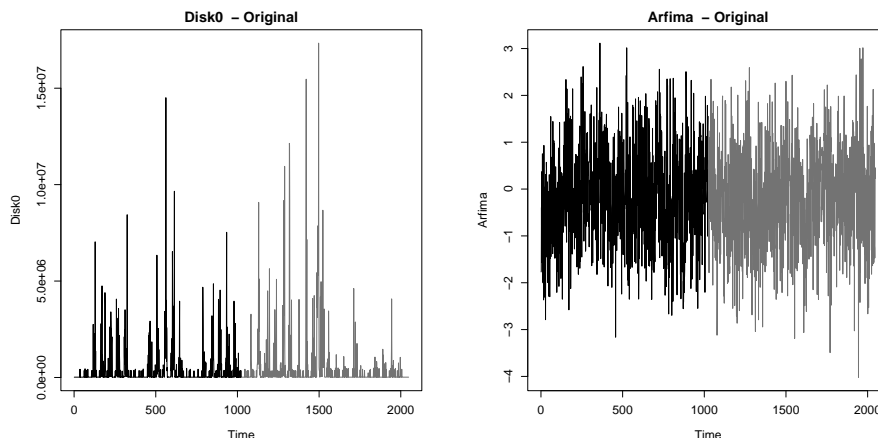 Disk0 – Original
Disk0
0.0e+00
5.0e+06
1.0e+07
1.5e+07
0 500 1000 1500 2000
Time
Arfima – Original
Arfima
−4
−3
−2
−1
0
1
2
3
0 500 1000 1500 2000
Time